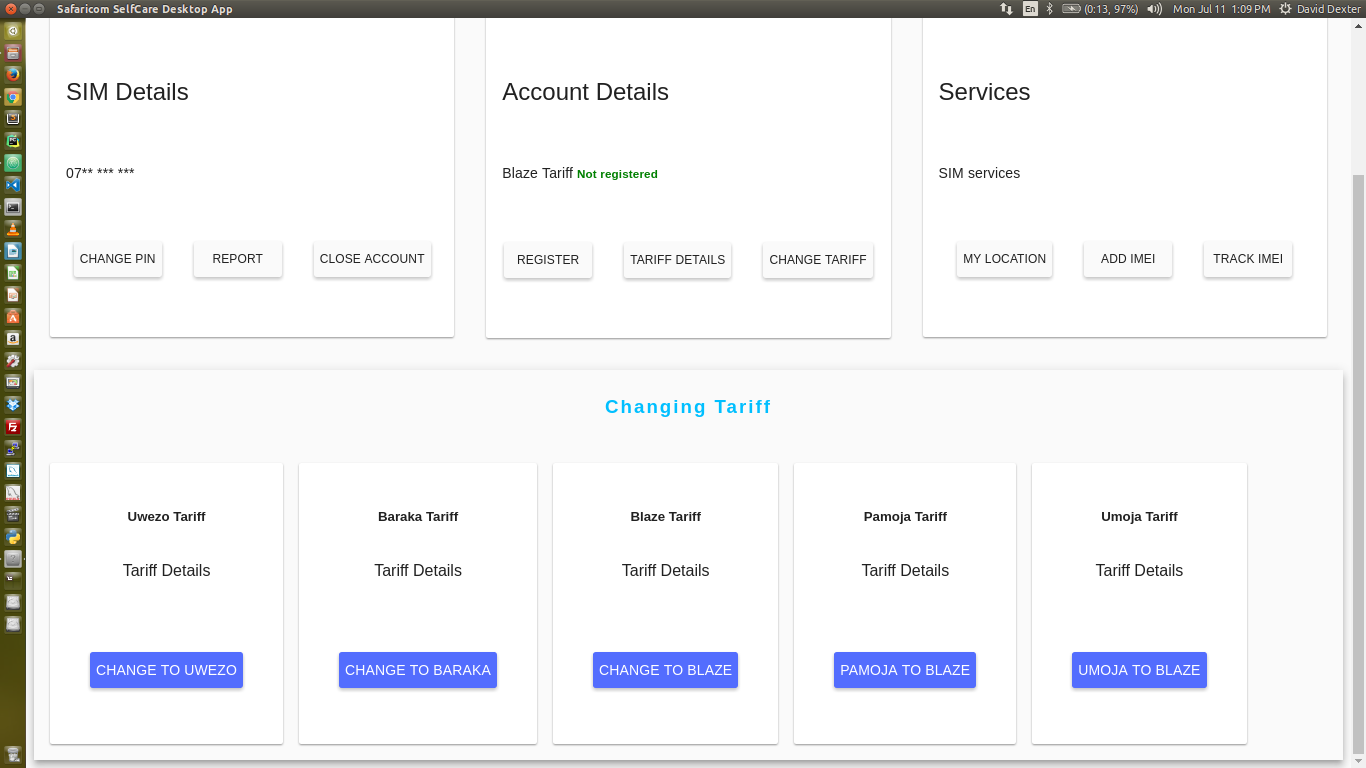 Safaricom SelfCare Desktop App
En (0:13, 97%) Mon Jul 11 1:09 PM David Dexter
SIM Details
07** *** ***
CHANGE PIN REPORT CLOSE ACCOUNT
Account Details
Blaze Tariff Not registered
REGISTER TARIFF DETAILS CHANGE TARIFF
Services
SIM services
MY LOCATION ADD IMEI TRACK IMEI
Changing Tariff
Uwezo Tariff
Tariff Details
CHANGE TO UWEZO
Baraka Tariff
Tariff Details
CHANGE TO BARAKA
Blaze Tariff
Tariff Details
CHANGE TO BLAZE
Pamoja Tariff
Tariff Details
PAMOJA TO BLAZE
Umoja Tariff
Tariff Details
UMOJA TO BLAZE